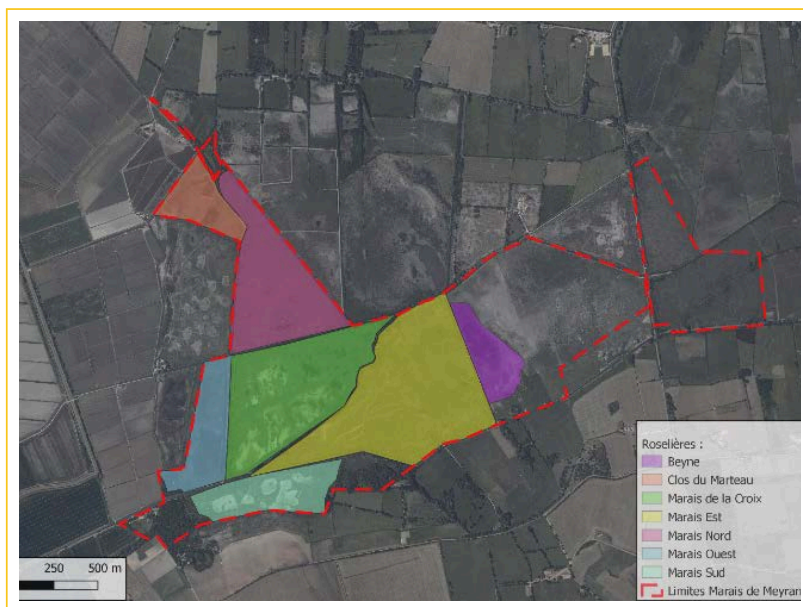 Roselières :
Beyne
Clos du Marteau
Marais de la Croix
Marais Est
Marais Nord
Marais Ouest
Marais Sud
Limites Marais de Meyran
250 500 m